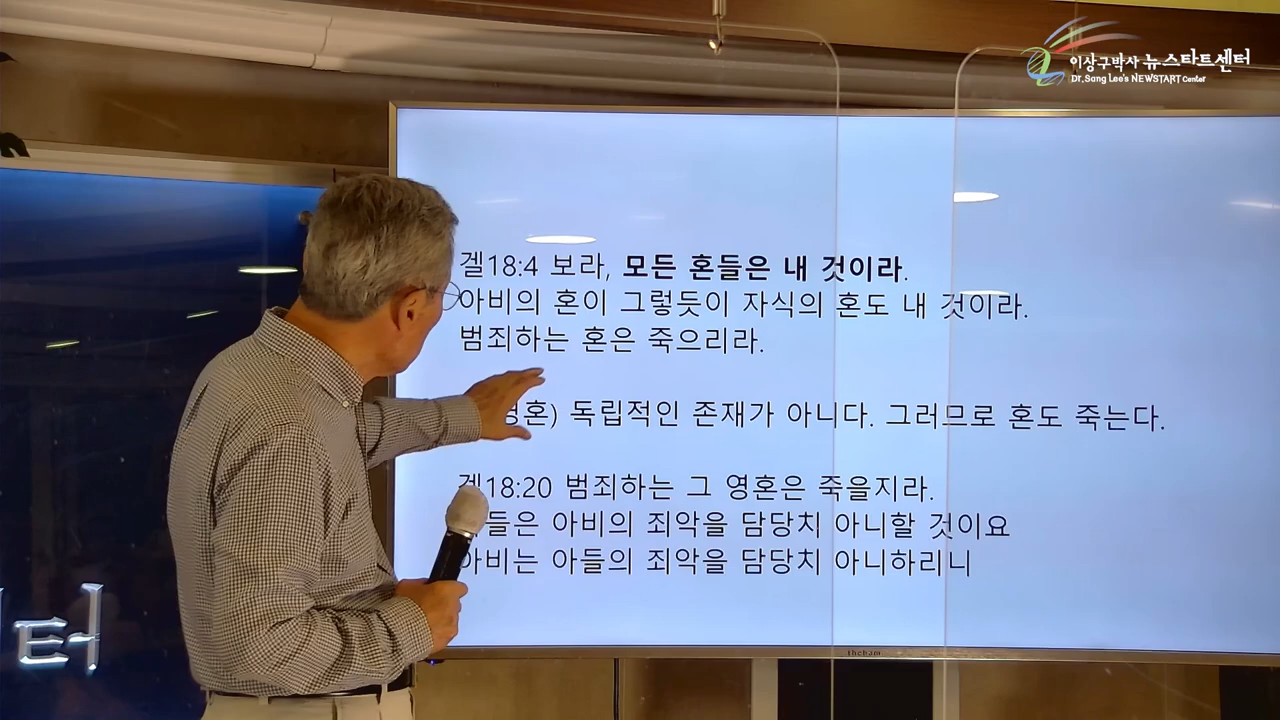 이상구박사 뉴스타트센터
Dr. Sang Lee's NEWSTART Center
겔18:4 보라, 모든 혼들은 내 것이라.
아비의 혼이 그렇듯이 자식의 혼도 내 것이라.
범죄하는 혼은 죽으리라.
독립적인 존재가 아니다. 그러므로 혼도 죽는다.
겔18:20 범죄하는 그 영혼은 죽을지라.
아비의 죄악을 담당치 아니할 것이요
아비는 아들의 죄악을 담당치 아니하리니
터